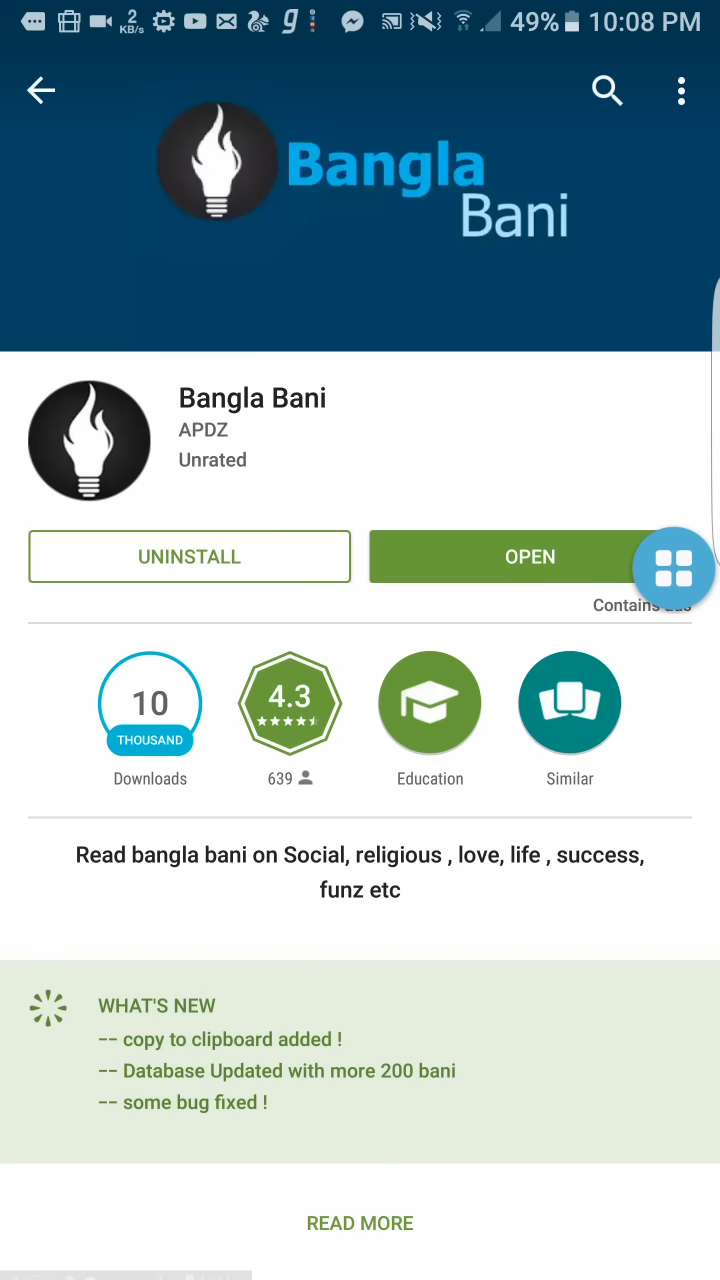 2
KB/s
g
49%
10:08 PM
Bangla
Bani
Bangla Bani
APDZ
Unrated
UNINSTALL
OPEN
Contains ads
10
THOUSAND
4.3
Downloads
639
Education
Similar
Read bangla bani on Social, religious , love, life , success,
funz etc
WHAT'S NEW
-- copy to clipboard added !
-- Database Updated with more 200 bani
-- some bug fixed !
READ MORE